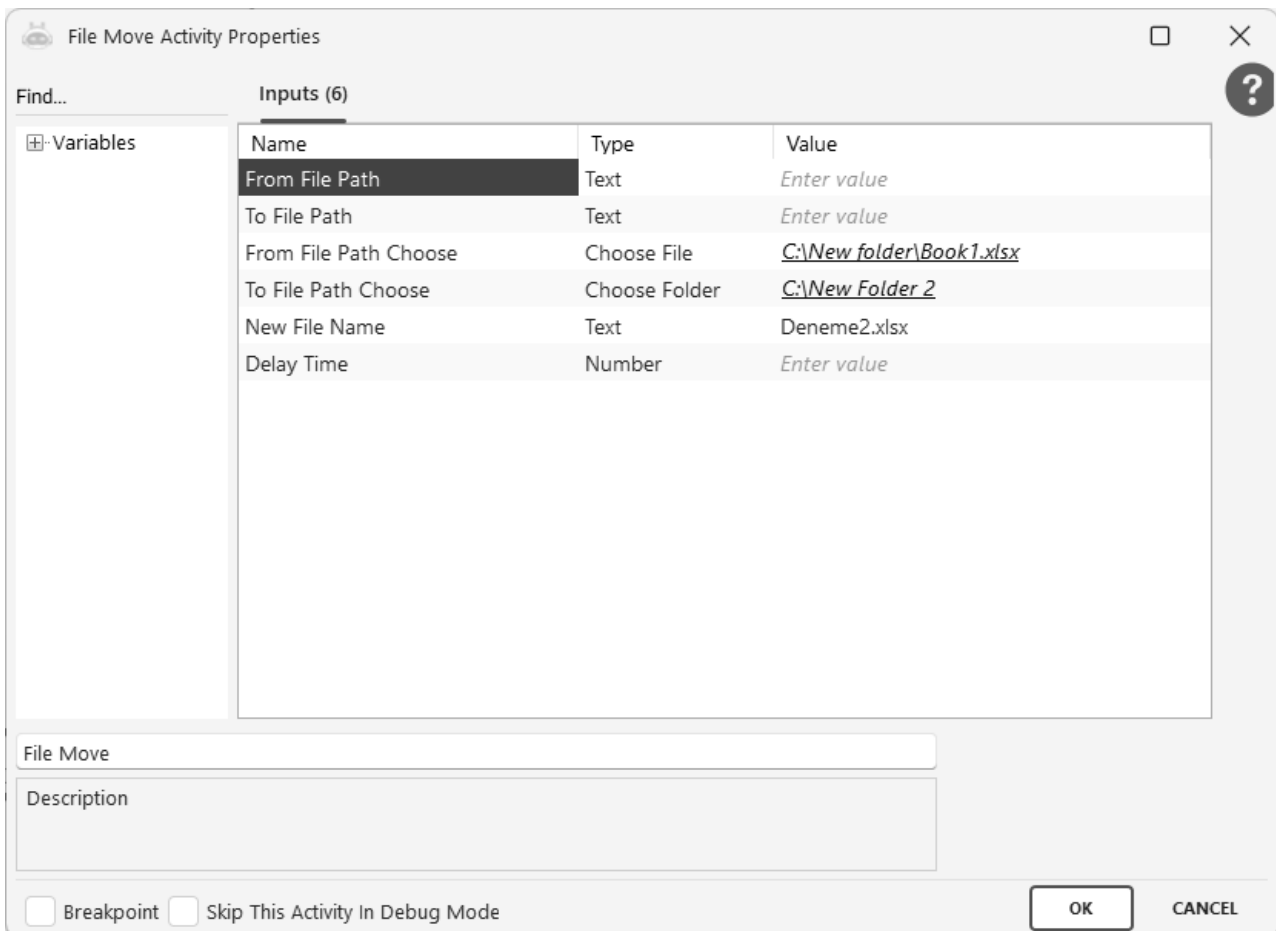 File Move Activity Properties
Find...
Inputs (6)
?
Variables
Name Type Value
From File Path Text Enter value
To File Path Text Enter value
From File Path Choose Choose File C:\New folder\Book1.xlsx
To File Path Choose Choose Folder C:\New Folder 2
New File Name Text Deneme2.xlsx
Delay Time Number Enter value
File Move
Description
Breakpoint Skip This Activity In Debug Mode OK CANCEL